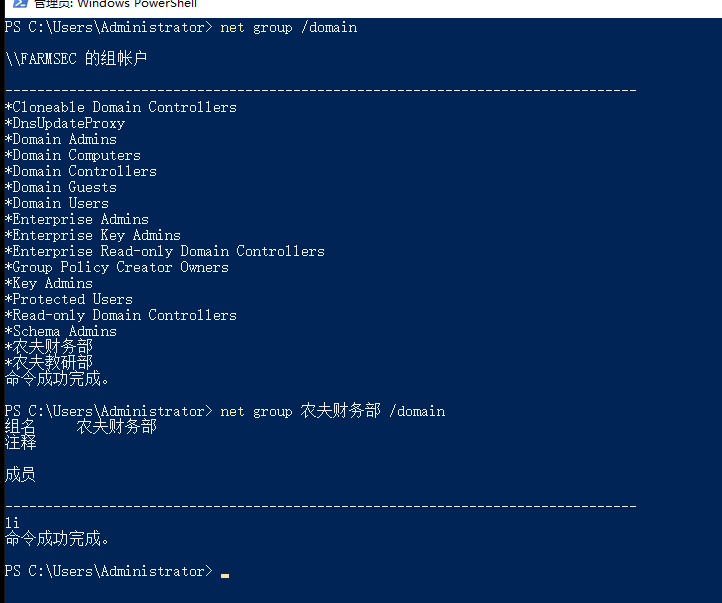 管理员: Windows PowerShell
PS C:\Users\Administrator> net group /domain
\\FARMSEC 的组帐户
-------------------------------------------------------------------------------
*Cloneable Domain Controllers
*DnsUpdateProxy
*Domain Admins
*Domain Computers
*Domain Controllers
*Domain Guests
*Domain Users
*Enterprise Admins
*Enterprise Key Admins
*Enterprise Read-only Domain Controllers
*Group Policy Creator Owners
*Key Admins
*Protected Users
*Read-only Domain Controllers
*Schema Admins
*农夫财务部
*农夫教研部
命令成功完成。
PS C:\Users\Administrator> net group 农夫财务部 /domain
组名     农夫财务部
注释
成员
-------------------------------------------------------------------------------
li
命令成功完成。
PS C:\Users\Administrator>